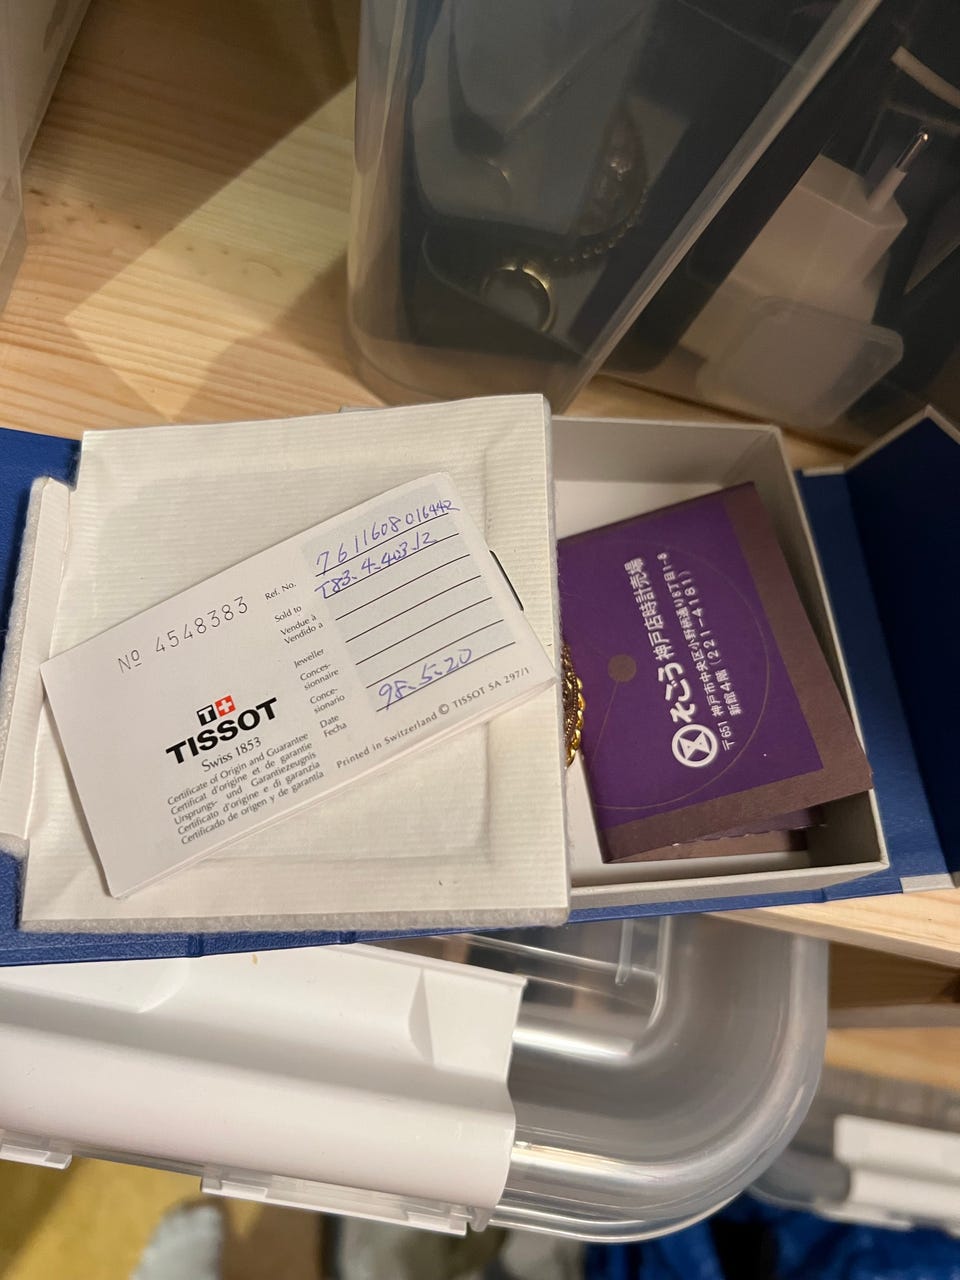 Nº 4548383
TISSOT
Swiss 1853
Certificate of Origin and Guarantee
Certificat d'origine et de garantie
Ursprungs- und Garantiezeugnis
Certificato d'origine e di garanzia
Certificado de origen y de garantía
Ref. No.
7611608016442
T83.4.403.12
Sold to
Vendue à
Vendido a
Jeweller
Conces-
sionnaire
Conce-
sionario
Date
Fecha
98.5.20
Printed in Switzerland © TISSOT SA 297/1
そごう 神戸店時計売場
〒651 神戸市中央区小野柄通り8丁目1-8
新館4階 (221-4181)